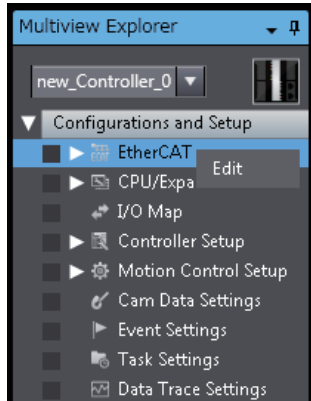 Multiview Explorer
new_Controller_0
Configurations and Setup
EtherCAT
Edit
CPU/Expa
I/O Map
Controller Setup
Motion Control Setup
Cam Data Settings
Event Settings
Task Settings
Data Trace Settings